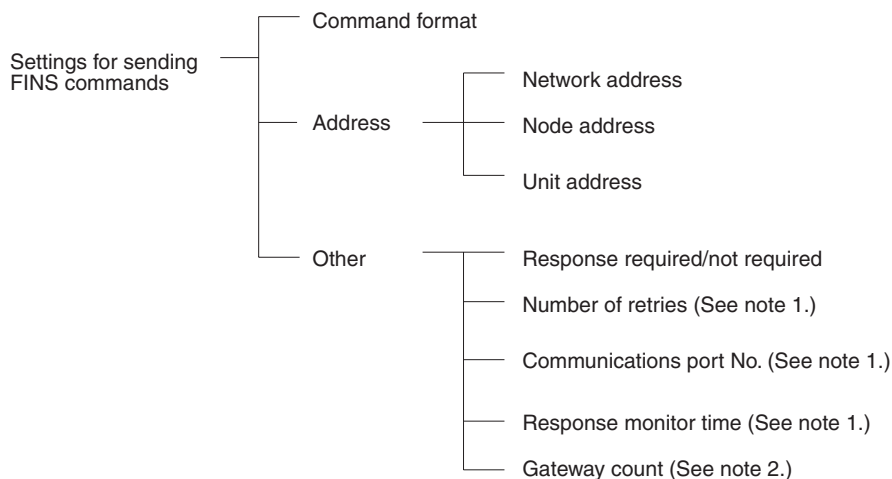 Settings for sending
FINS commands
Command format
Address
Network address
Node address
Unit address
Other
Response required/not required
Number of retries (See note 1.)
Communications port No. (See note 1.)
Response monitor time (See note 1.)
Gateway count (See note 2.)